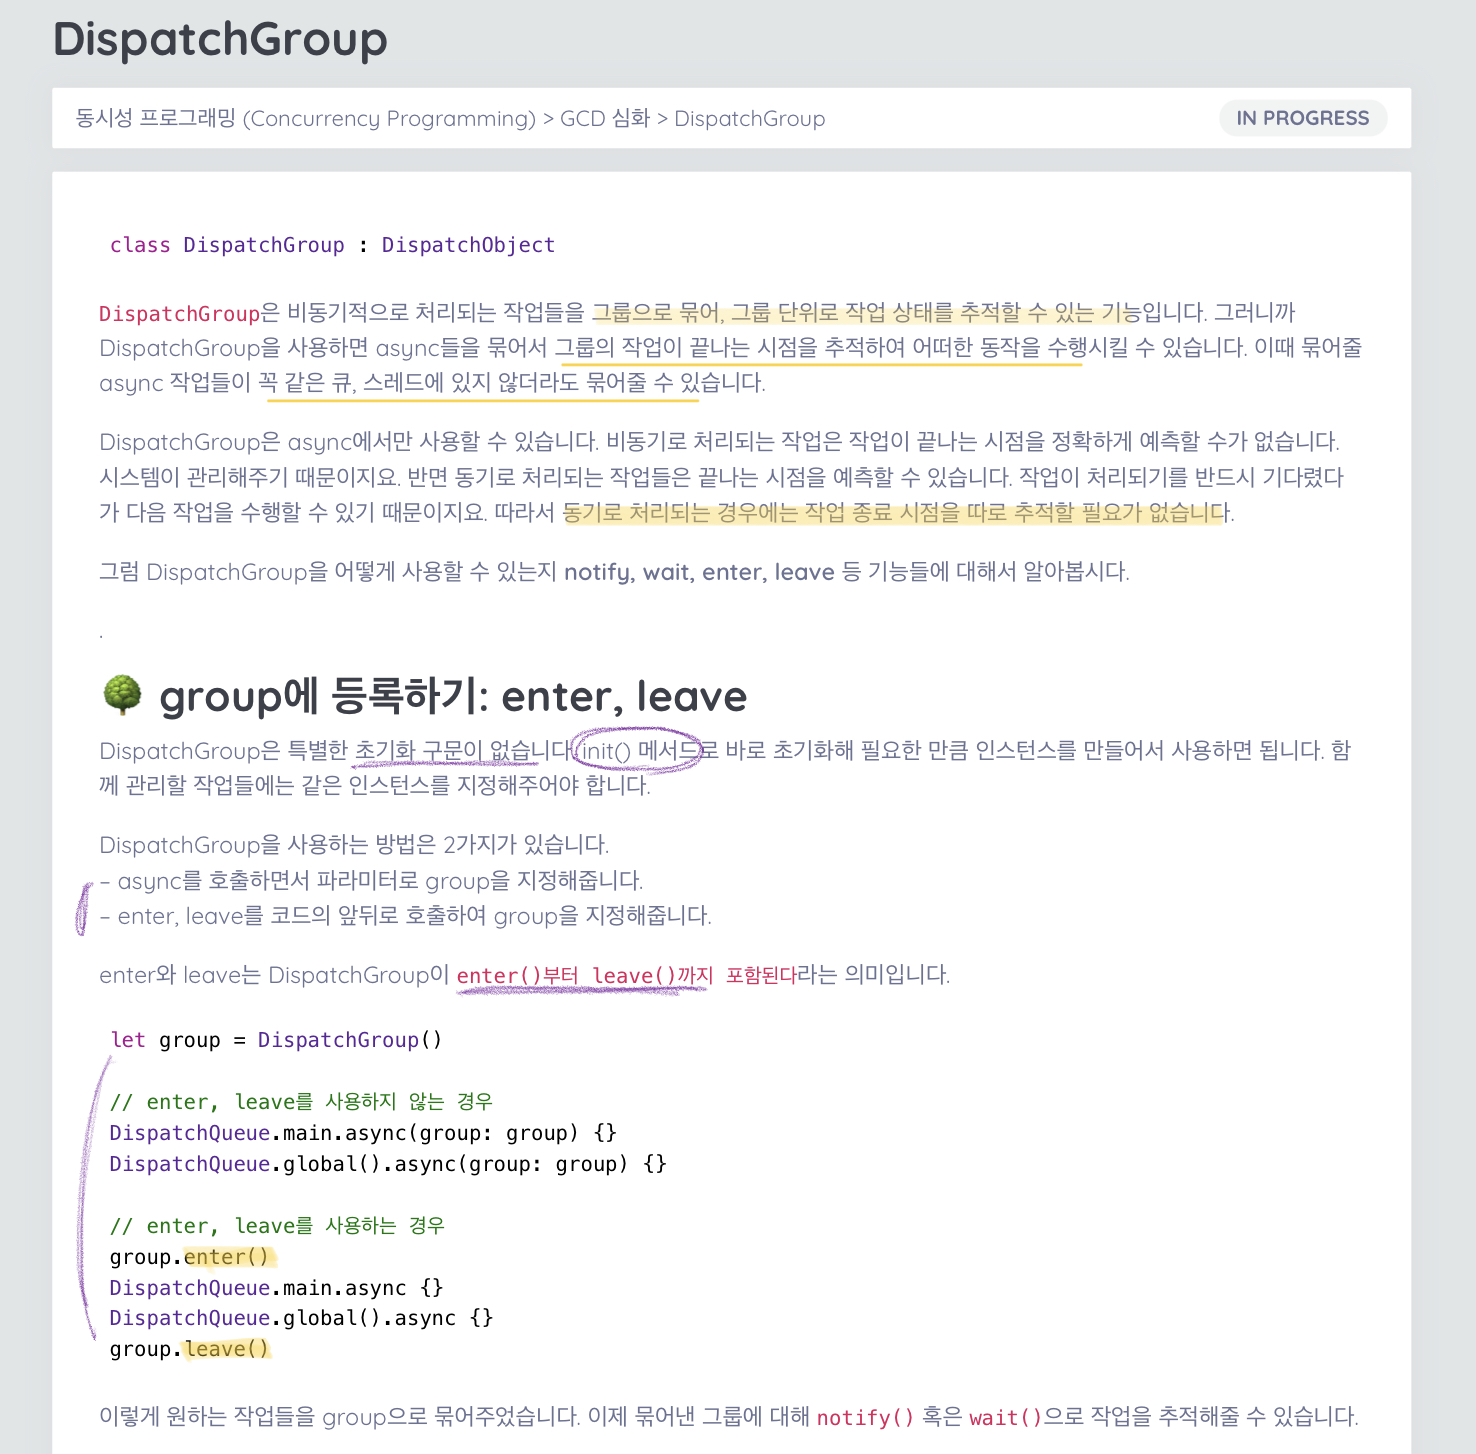 DispatchGroup
동시성 프로그래밍 (Concurrency Programming) > GCD 심화 > DispatchGroup
IN PROGRESS
class DispatchGroup : DispatchObject
DispatchGroup은 비동기적으로 처리되는 작업들을 그룹으로 묶어, 그룹 단위로 작업 상태를 추적할 수 있는 기능입니다. 그러니까
DispatchGroup을 사용하면 async들을 묶어서 그룹의 작업이 끝나는 시점을 추적하여 어떠한 동작을 수행시킬 수 있습니다. 이때 묶어줄
async 작업들이 꼭 같은 큐, 스레드에 있지 않더라도 묶어줄 수 있습니다.
DispatchGroup은 async에서만 사용할 수 있습니다. 비동기로 처리되는 작업은 작업이 끝나는 시점을 정확하게 예측할 수가 없습니다.
시스템이 관리해주기 때문이지요. 반면 동기로 처리되는 작업들은 끝나는 시점을 예측할 수 있습니다. 작업이 처리되기를 반드시 기다렸다
가 다음 작업을 수행할 수 있기 때문이지요. 따라서 동기로 처리되는 경우에는 작업 종료 시점을 따로 추적할 필요가 없습니다.
그럼 DispatchGroup을 어떻게 사용할 수 있는지 notify, wait, enter, leave 등 기능들에 대해서 알아봅시다.
.
🌳 group에 등록하기: enter, leave
DispatchGroup은 특별한 초기화 구문이 없습니다 init() 메서드로 바로 초기화해 필요한 만큼 인스턴스를 만들어서 사용하면 됩니다. 함
께 관리할 작업들에는 같은 인스턴스를 지정해주어야 합니다.
DispatchGroup을 사용하는 방법은 2가지가 있습니다.
– async를 호출하면서 파라미터로 group을 지정해줍니다.
– enter, leave를 코드의 앞뒤로 호출하여 group을 지정해줍니다.
enter와 leave는 DispatchGroup이 enter()부터 leave()까지 포함된다라는 의미입니다.
let group = DispatchGroup()
// enter, leave를 사용하지 않는 경우
DispatchQueue.main.async(group: group) {}
DispatchQueue.global().async(group: group) {}
// enter, leave를 사용하는 경우
group.enter()
DispatchQueue.main.async {}
DispatchQueue.global().async {}
group.leave()
이렇게 원하는 작업들을 group으로 묶어주었습니다. 이제 묶어낸 그룹에 대해 notify() 혹은 wait()으로 작업을 추적해줄 수 있습니다.